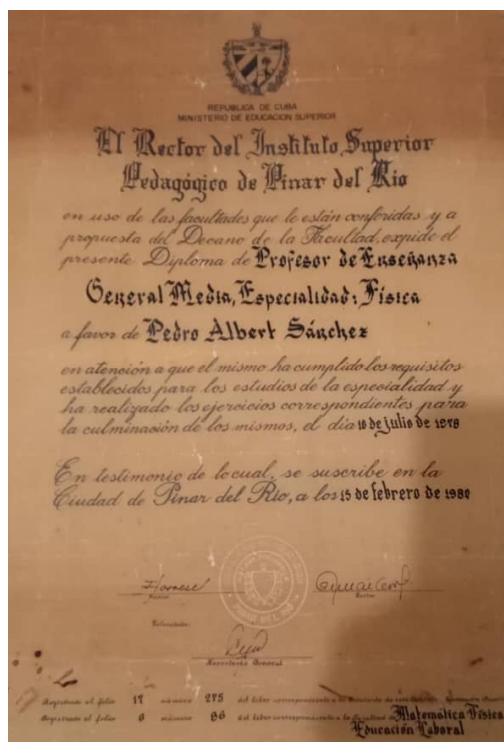 REPUBLICA DE CUBA
MINISTERIO DE EDUCACION SUPERIOR
El Rector del Instituto Superior
Pedagógico de Pinar del Río
en uso de las facultades que le están conferidas y a
propuesta del Decano de la Facultad, expide el
presente Diploma de Profesor de Enseñanza
General Media, Especialidad: Física
a favor de Pedro Albert Sánchez
en atención a que el mismo ha cumplido los requisitos
establecidos para los estudios de la especialidad y
ha realizado los ejercicios correspondientes para
la culminación de los mismos, el día 10 de julio de 1979
En testimonio de lo cual, se suscribe en la
Ciudad de Pinar del Río, a los 15 de febrero de 1980
Rector
Refrendado:
Secretario General
Registrado al folio 17 número 275 del libro correspondiente a la
Registrado al folio 6 número 86 del libro correspondiente a la Facultad de Matemática Física
Educación Laboral